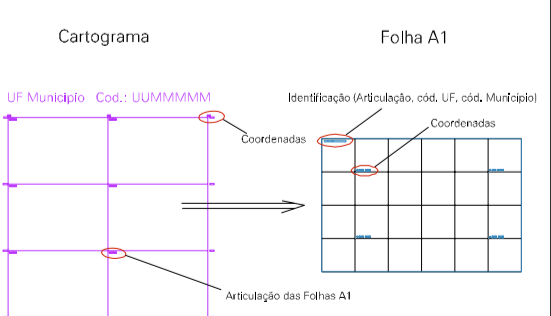 Cartograma
Folha A1
UF Município Cod.: UUMMMMM
Identificação (Articulação, cód. UF, cód. Município)
Coordenadas
Coordenadas
Articulação das Folhas A1